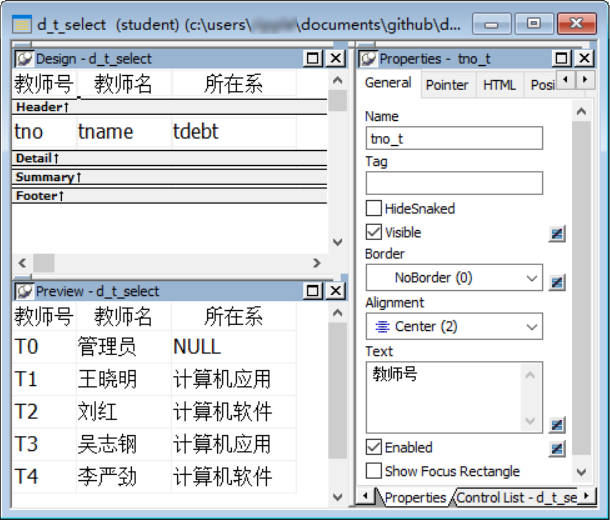 d_t_select (student) (c:\users\ \documents\github\d...
Design - d_t_select
教师号 教师名 所在系
Header↑
tno tname tdebt
Detail↑
Summary↑
Footer↑
Preview - d_t_select
教师号 教师名 所在系
T0 管理员 NULL
T1 王晓明 计算机应用
T2 刘红 计算机软件
T3 吴志钢 计算机应用
T4 李严劲 计算机软件
Properties - tno_t
General Pointer HTML Posi
Name
tno_t
Tag
HideSnaked
Visible
Border
NoBorder (0)
Alignment
Center (2)
Text
教师号
Enabled
Show Focus Rectangle
Properties Control List - d_t_se